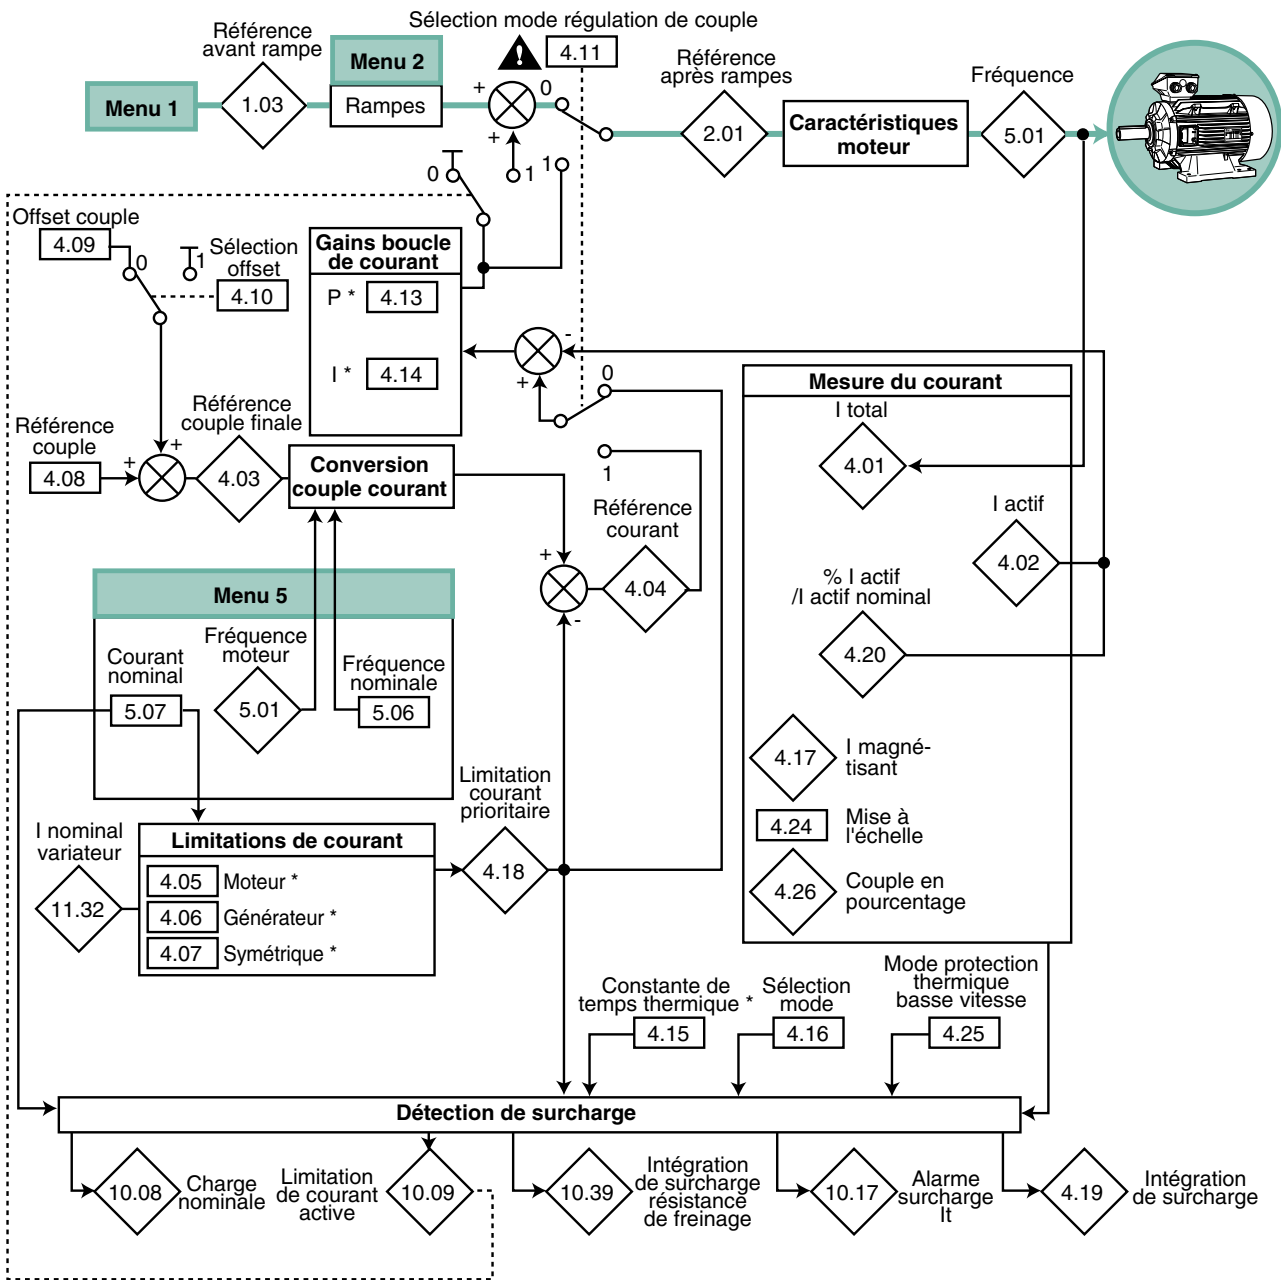 Sélection mode régulation de couple
4.11
Référence
avant rampe
Menu 2
Référence
après rampes
Fréquence
Menu 1
1.03
Rampes
+
+
0
1
1
2.01
Caractéristiques
moteur
5.01
0
Offset couple
4.09
0
1
Sélection
offset
4.10
Gains boucle
de courant
P *
4.13
I *
4.14
-
+
0
1
Mesure du courant
I total
4.01
I actif
4.02
% I actif
/I actif nominal
4.20
4.17
I magné-
tisant
4.24
Mise à
l'échelle
4.26
Couple en
pourcentage
Référence
couple
4.08
+
+
Référence
couple finale
4.03
Conversion
couple courant
+
-
Référence
courant
4.04
Menu 5
Courant
nominal
5.07
Fréquence
moteur
5.01
Fréquence
nominale
5.06
I nominal
variateur
11.32
Limitations de courant
4.05 Moteur *
4.06 Générateur *
4.07 Symétrique *
Limitation
courant
prioritaire
4.18
Constante de
temps thermique *
4.15
Sélection
mode
4.16
Mode protection
thermique
basse vitesse
4.25
Détection de surcharge
10.08
Charge
nominale
Limitation
de courant
active
10.09
10.39
Intégration
de surcharge
résistance
de freinage
10.17
Alarme
surcharge
It
4.19
Intégration
de surcharge